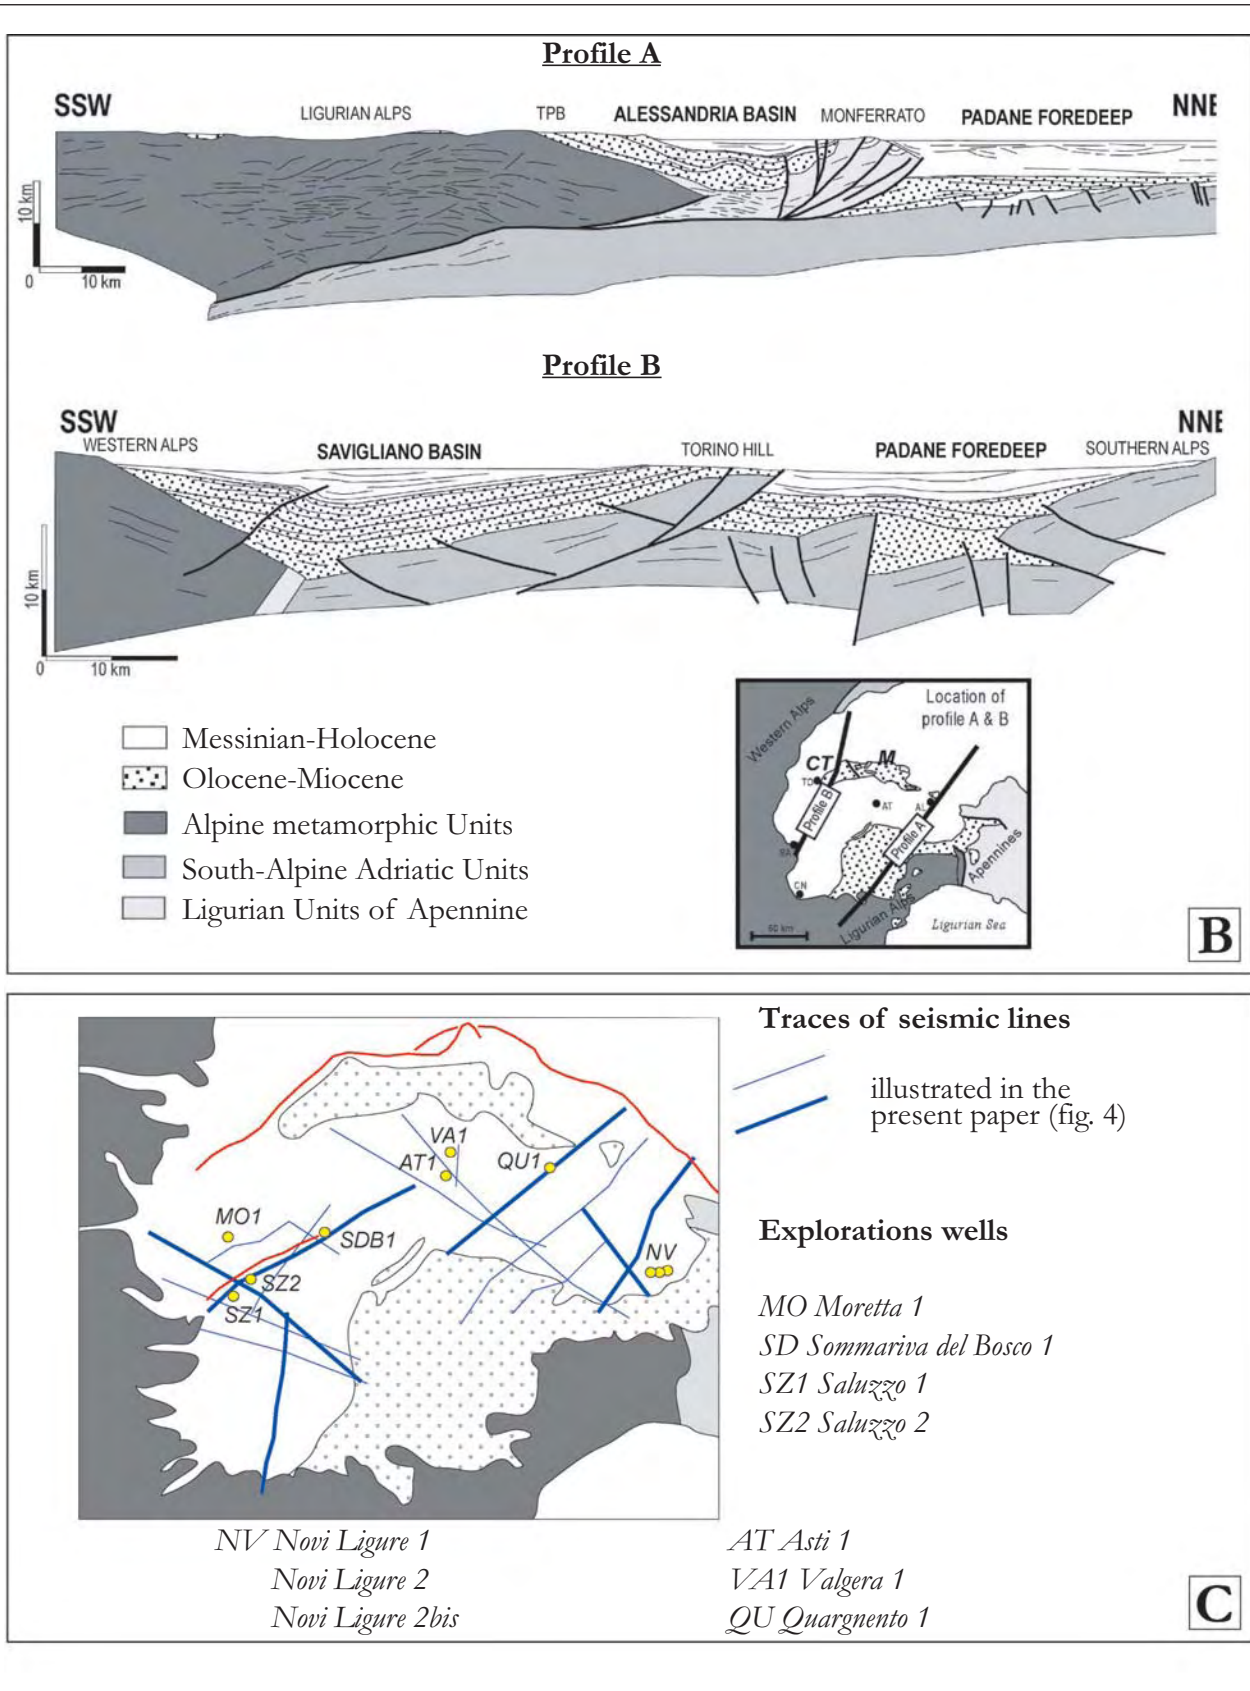 Profile A
SSW
LIGURIAN ALPS
TPB
ALESSANDRIA BASIN
MONFERRATO
PADANE FOREDEEP
NNE
10 km
0
10 km
Profile B
SSW
NNE
WESTERN ALPS
SAVIGLIANO BASIN
TORINO HILL
PADANE FOREDEEP
SOUTHERN ALPS
10 km
0
10 km
Messinian-Holocene
Olocene-Miocene
Alpine metamorphic Units
South-Alpine Adriatic Units
Ligurian Units of Apennine
Location of
profile A & B
Western Alps
CT
M
TO
AT
AL
Profile B
Profile A
CN
Apennines
Ligurian Alps
Ligurian Sea
B
Traces of seismic lines
illustrated in the
present paper (fig. 4)
VA1
AT1
QU1
MO1
SDB1
SZ2
SZ1
NV
Explorations wells
MO Moretta 1
SD Sommariva del Bosco 1
SZ1 Saluzzo 1
SZ2 Saluzzo 2
NV Novi Ligure 1
Novi Ligure 2
Novi Ligure 2bis
AT Asti 1
VA1 Valgera 1
QU Quargnento 1
C